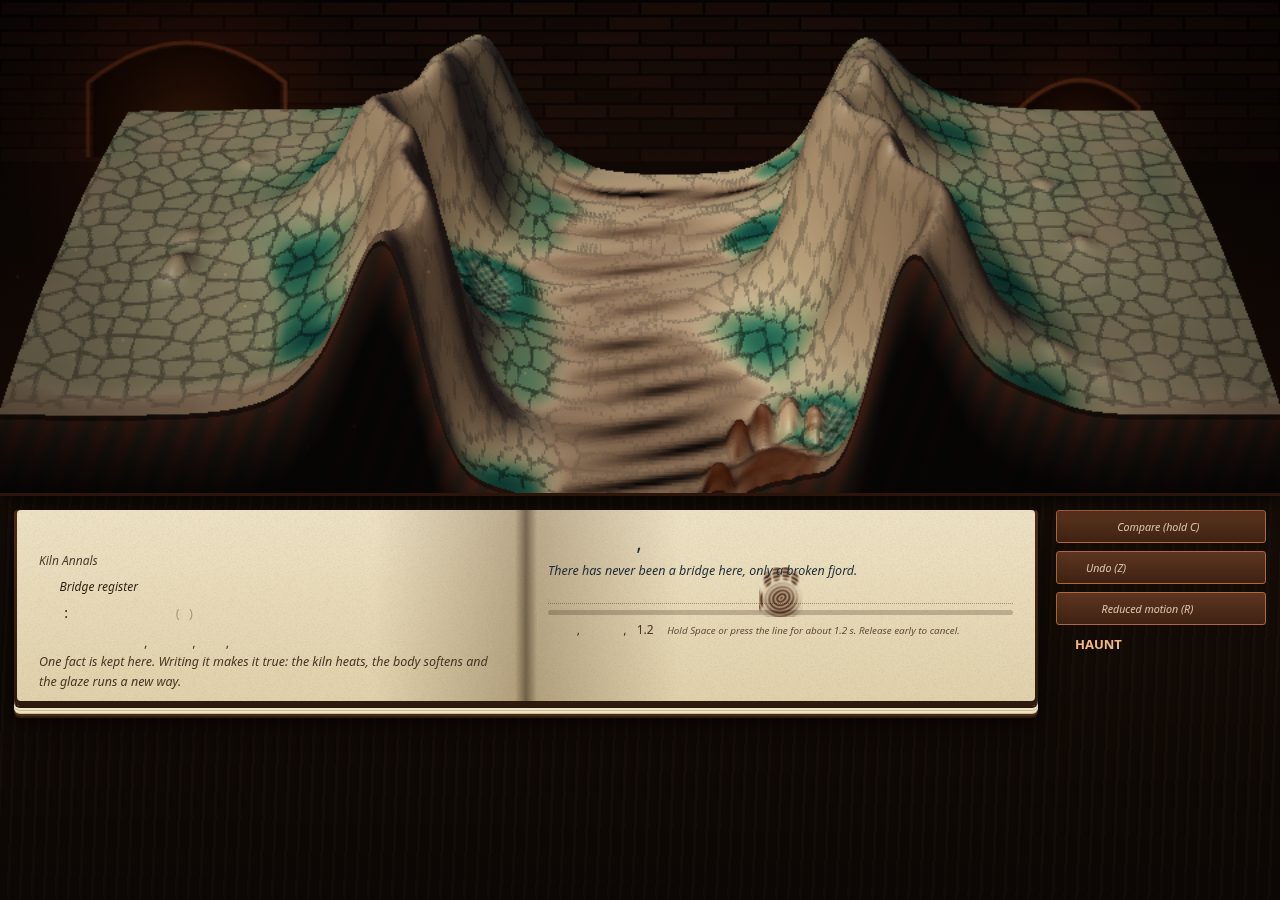 Kiln Annals
Bridge register
: ( )
, , ,
One fact is kept here. Writing it makes it true: the kiln heats, the body softens and
the glaze runs a new way.
,
There has never been a bridge here, only a broken fjord.
, , 1.2 Hold Space or press the line for about 1.2 s. Release early to cancel.
Compare (hold C)
Undo (Z)
Reduced motion (R)
HAUNT